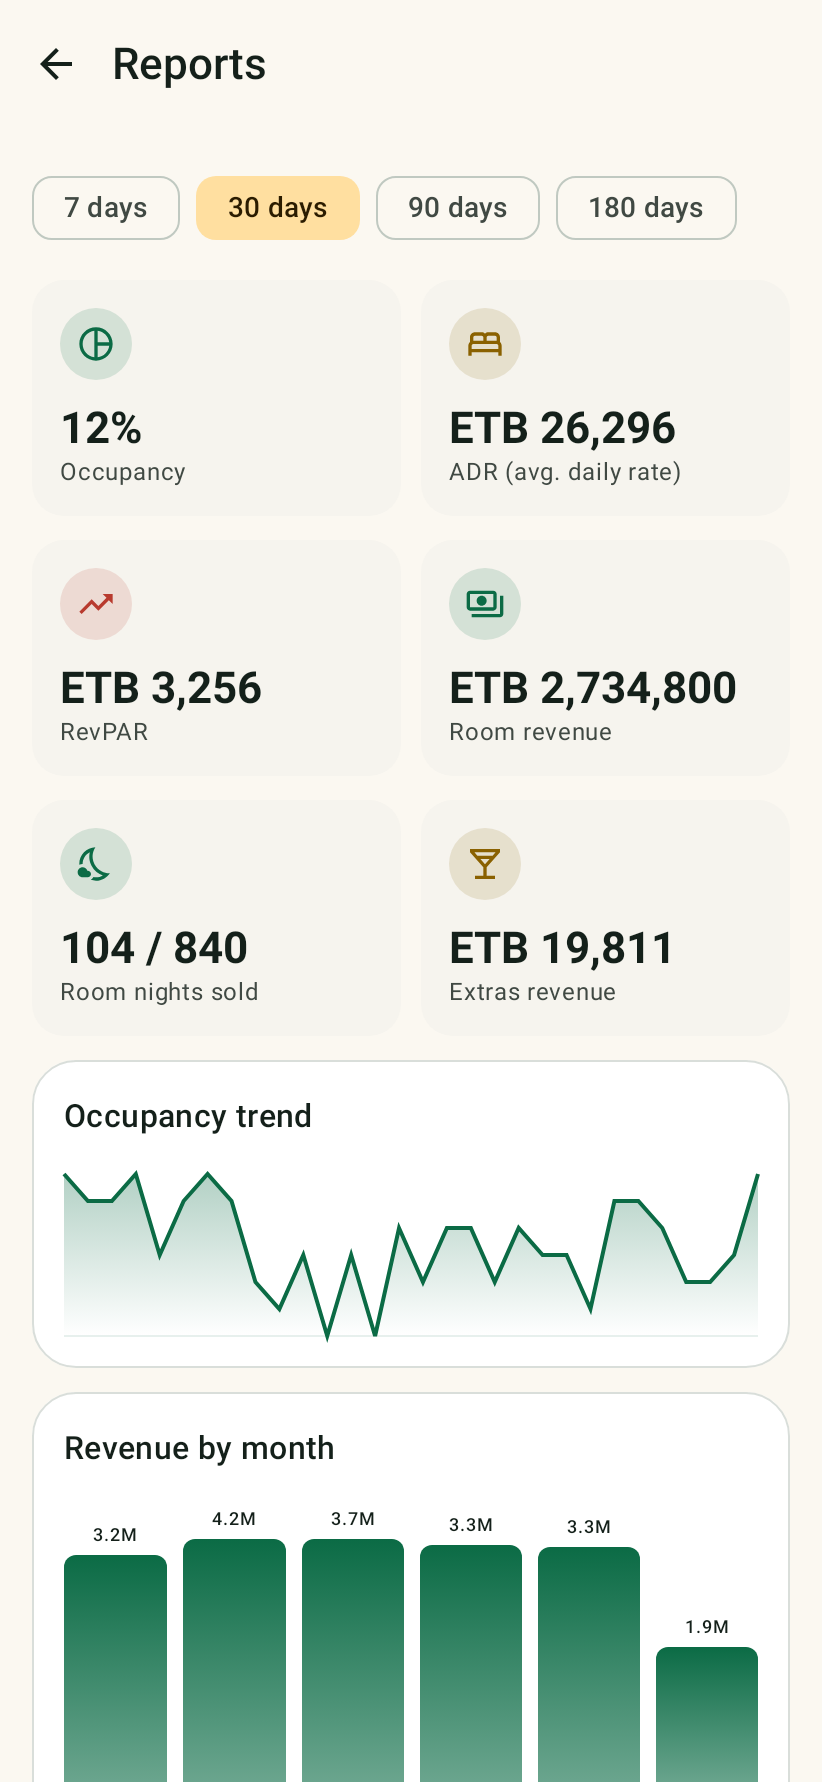 Reports
7 days
30 days
90 days
180 days
12%
Occupancy
ETB 26,296
ADR (avg. daily rate)
ETB 3,256
RevPAR
ETB 2,734,800
Room revenue
104 / 840
Room nights sold
ETB 19,811
Extras revenue
Occupancy trend
Revenue by month
3.2M
4.2M
3.7M
3.3M
3.3M
1.9M